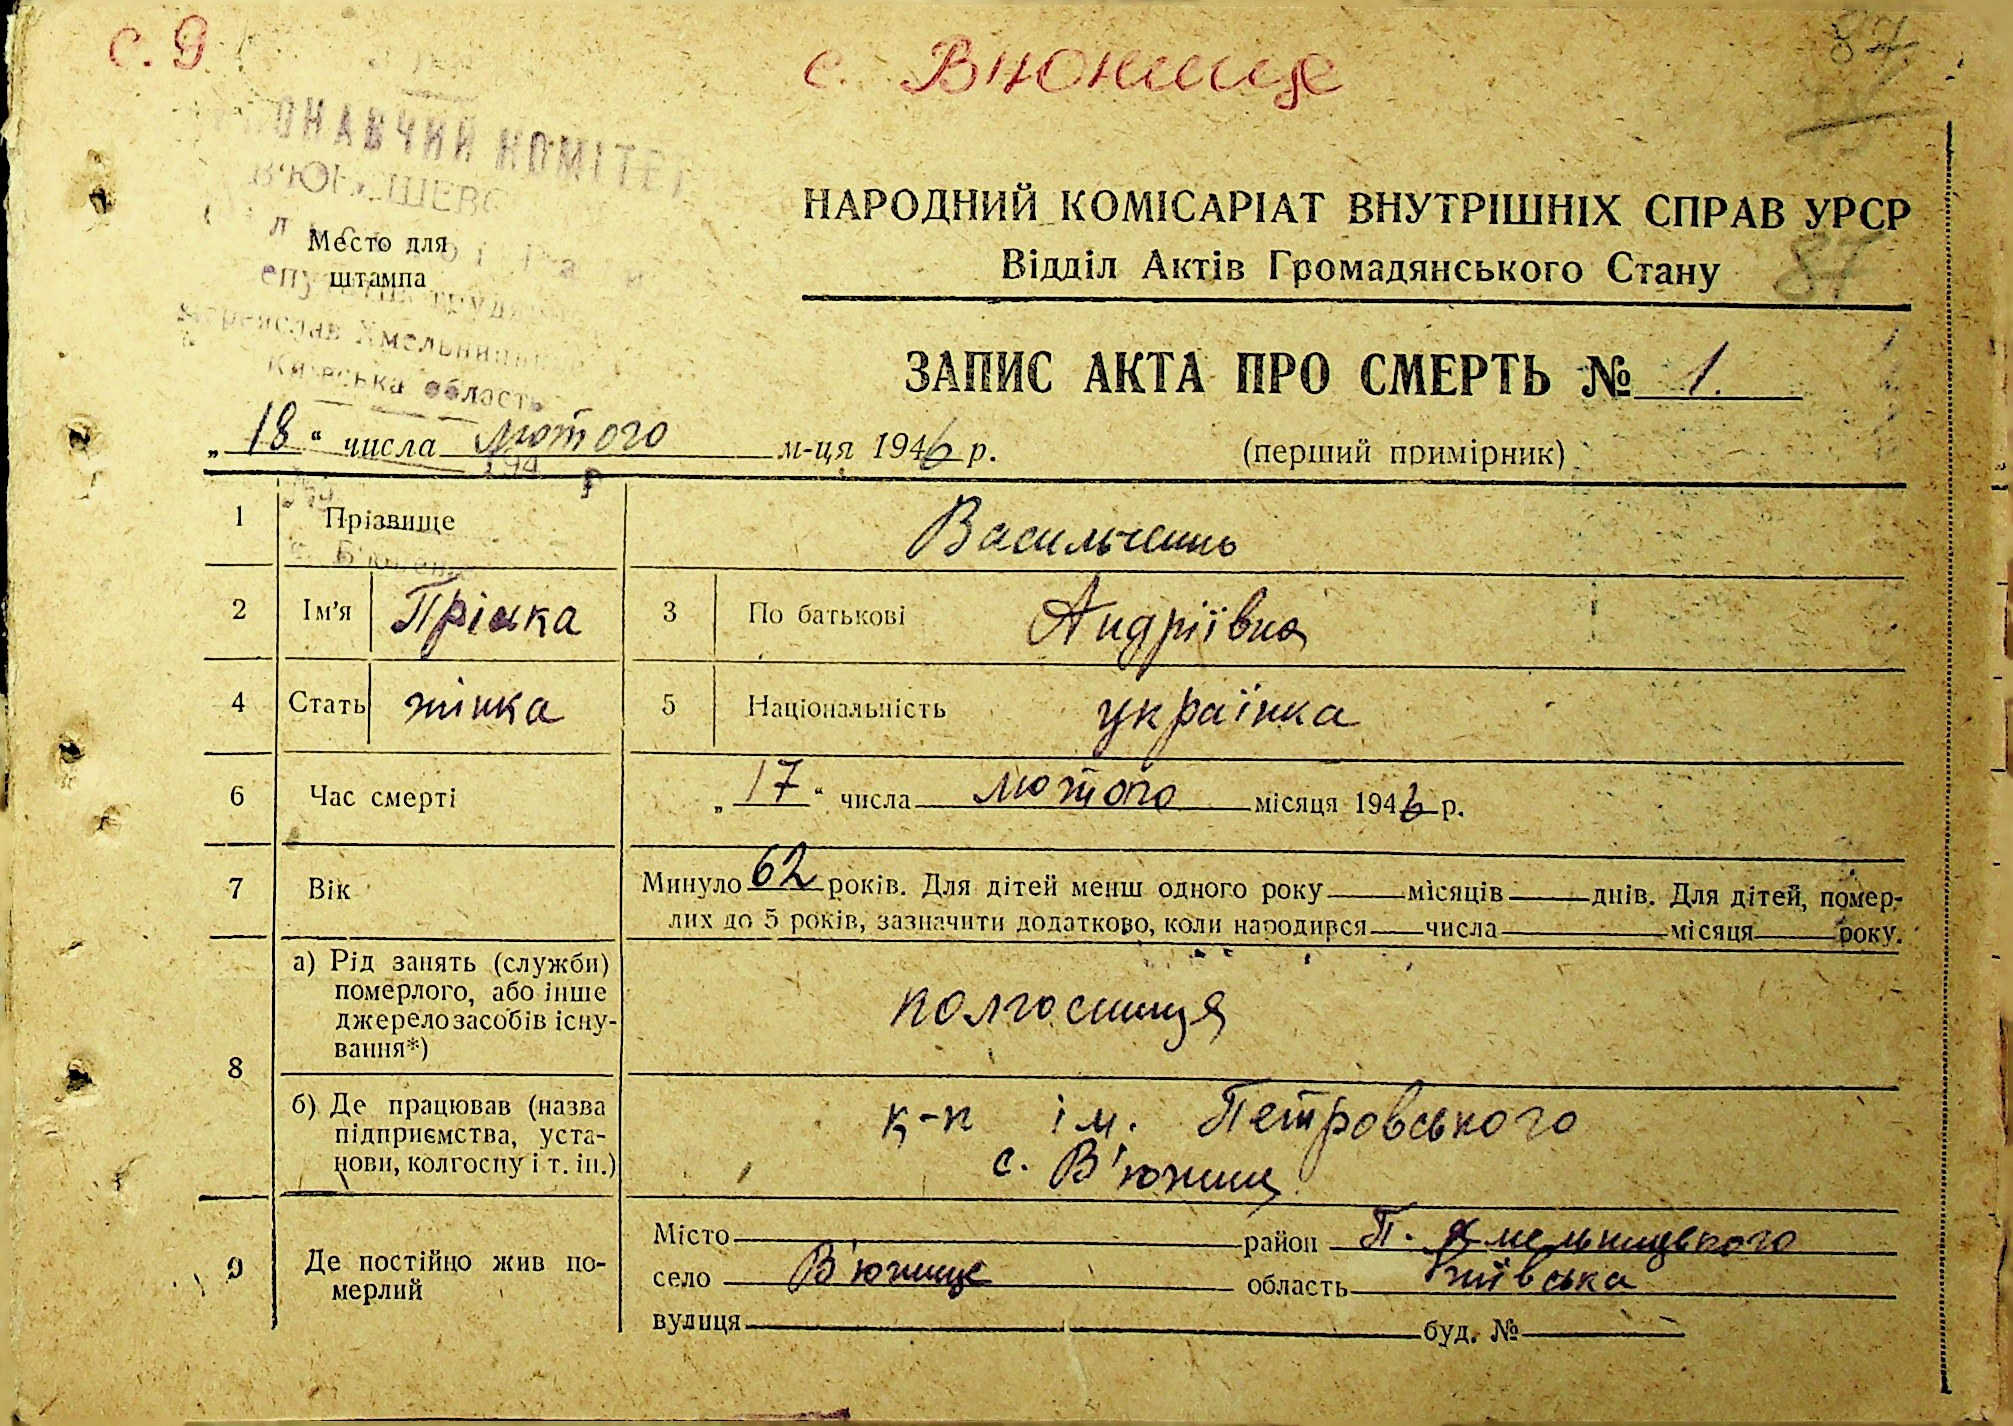 с. 9
с. Вюнище
87
ОНАВЧИЙ КОМІТЕТ
Место для
штампа
Хмельниц
Київська область
194 р
НАРОДНИЙ КОМІСАРІАТ ВНУТРІШНІХ СПРАВ УРСР
Відділ Актів Громадянського Стану
87
ЗАПИС АКТА ПРО СМЕРТЬ № 1.
„18“ числа лютого м-ця 1946 р.
(перший примірник)
1 Прізвище Васильченко
2 Ім'я Пріська 3 По батькові Андріївна
4 Стать жінка 5 Національність українка
6 Час смерті „17“ числа лютого місяця 1946 р.
7 Вік Минуло 62 років. Для дітей менш одного року місяців днів. Для дітей, помер-
лих до 5 років, зазначити додатково, коли народився числа місяця року.
8 а) Рід занять (служби)
померлого, або інше
джерело засобів існу-
вання*)
колгоспниця
б) Де працював (назва
підприємства, уста-
нови, колгоспу і т. ін.)
к-п ім. Петровського
с. В'юнищ
9 Де постійно жив по-
мерлий
Місто район П. Хмельницького
село В'юнище область Київська
вулиця буд. №